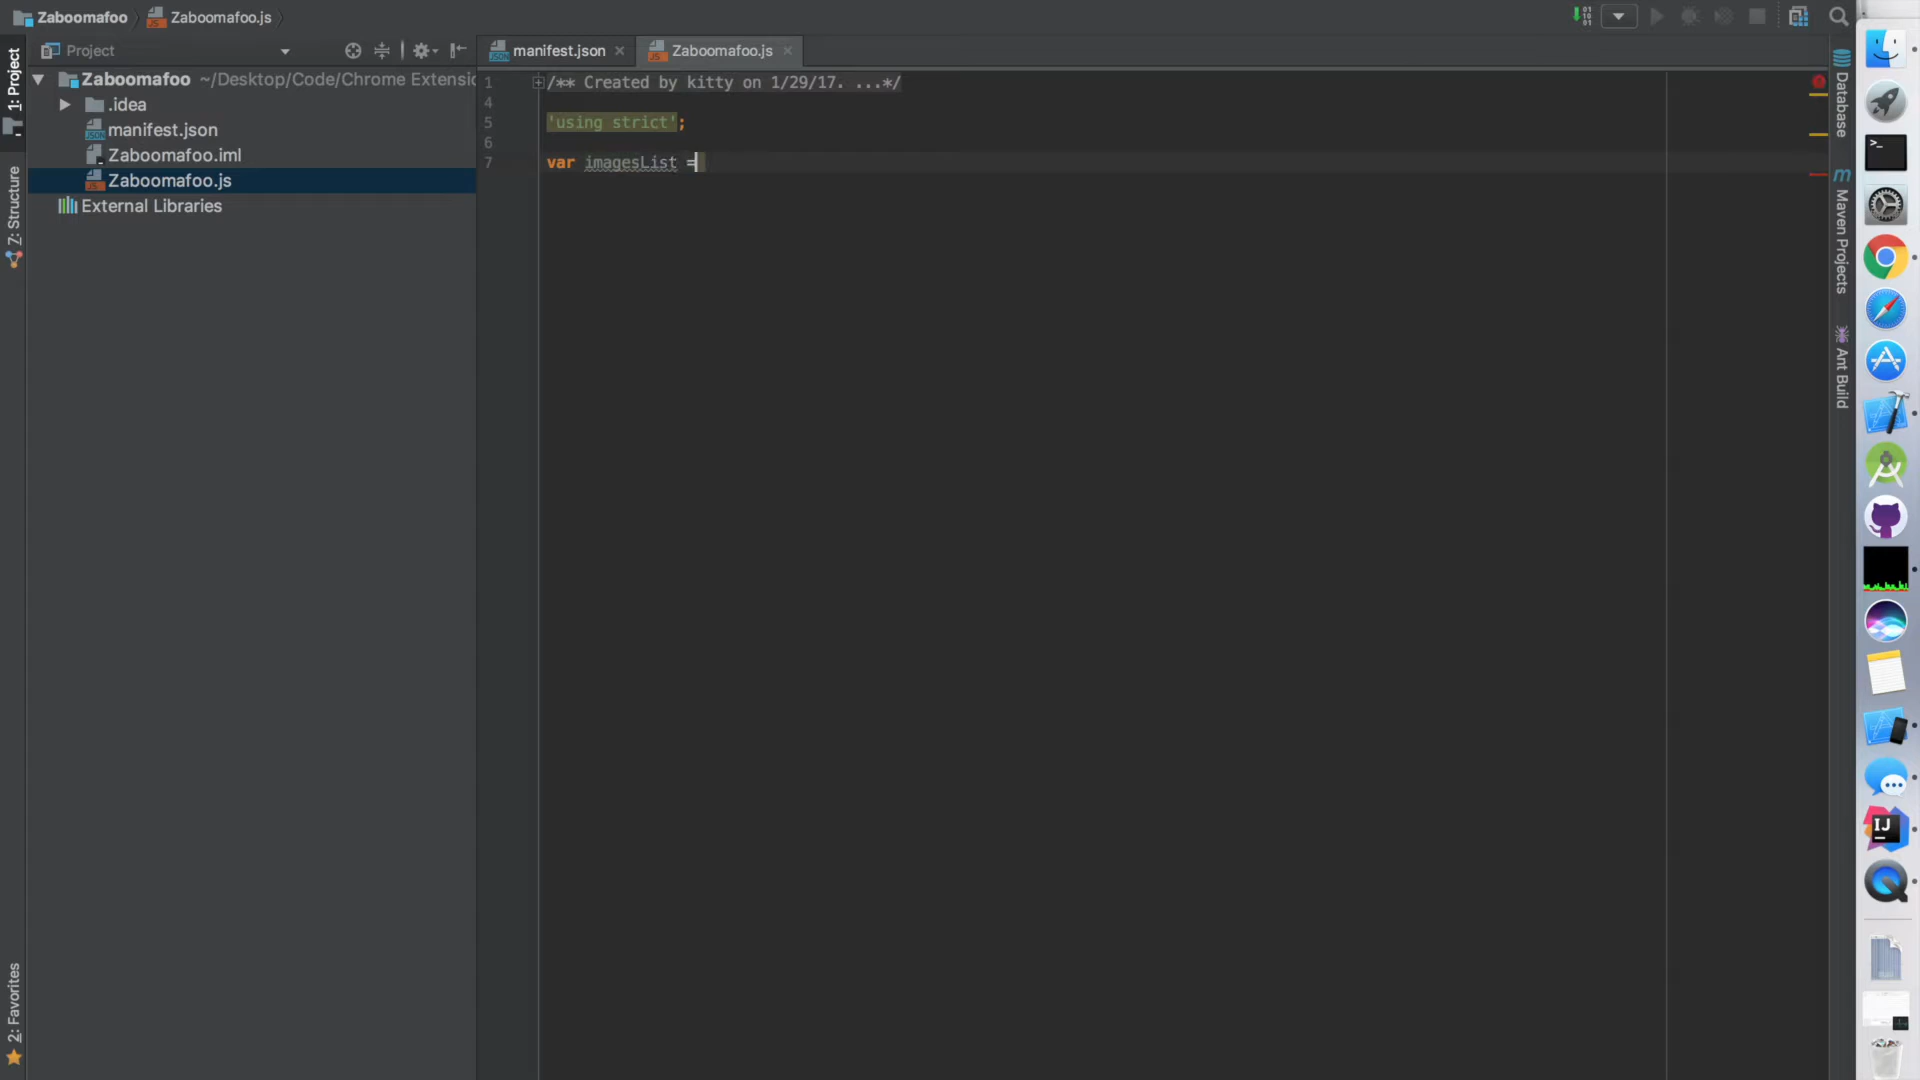 Zaboomafoo Zaboomafoo.js
Project manifest.json Zaboomafoo.js
1: Project
Zaboomafoo ~/Desktop/Code/Chrome Extensio
.idea
manifest.json
Zaboomafoo.iml
Zaboomafoo.js
External Libraries
Z: Structure
2: Favorites
1 /** Created by kitty on 1/29/17. ...*/
4
5 'using strict';
6
7 var imagesList =
Database
m Maven Projects
Ant Build
>_
IJ